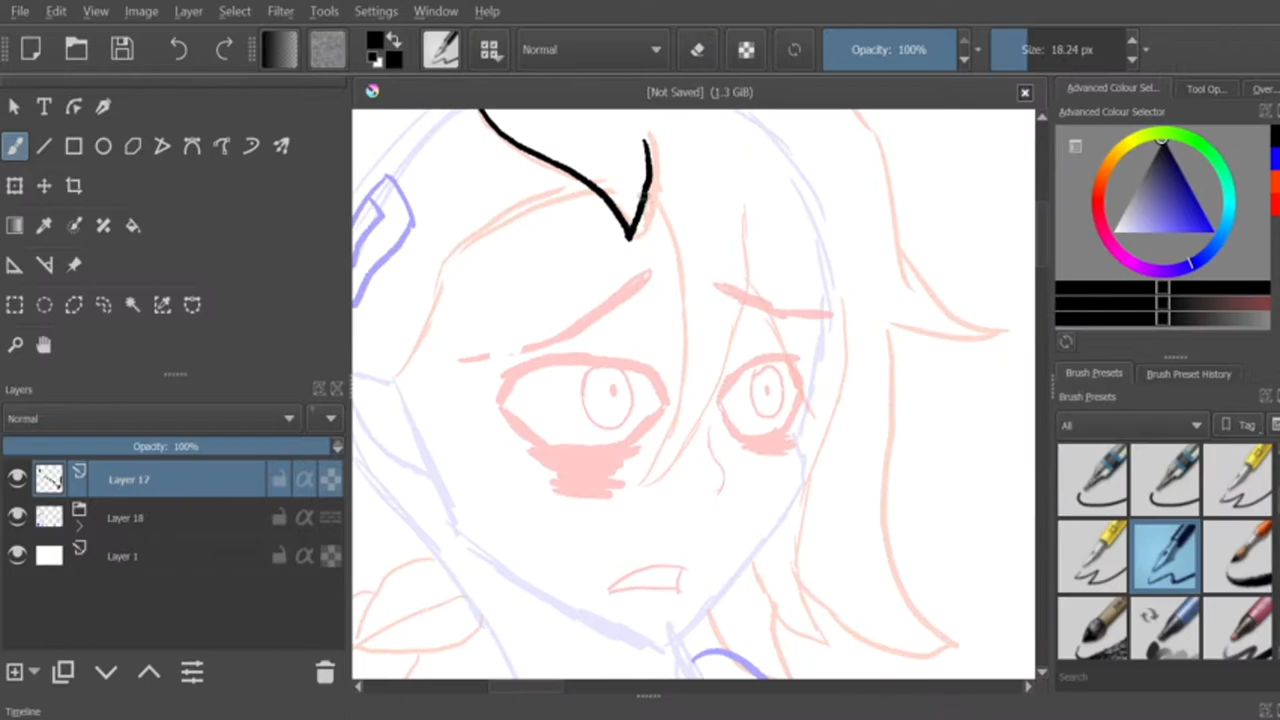 File Edit View Image Layer Select Filter Tools Settings Window Help
Normal Opacity: 100% Size: 18.24 px
[Not Saved] (1.3 GiB)
Advanced Colour Sel... Tool Op... Over...
Advanced Colour Selector
Brush Presets Brush Preset History
Brush Presets
All Tag
Search
Layers
Normal
Opacity: 100%
Layer 17
Layer 18
Layer 1
Timeline